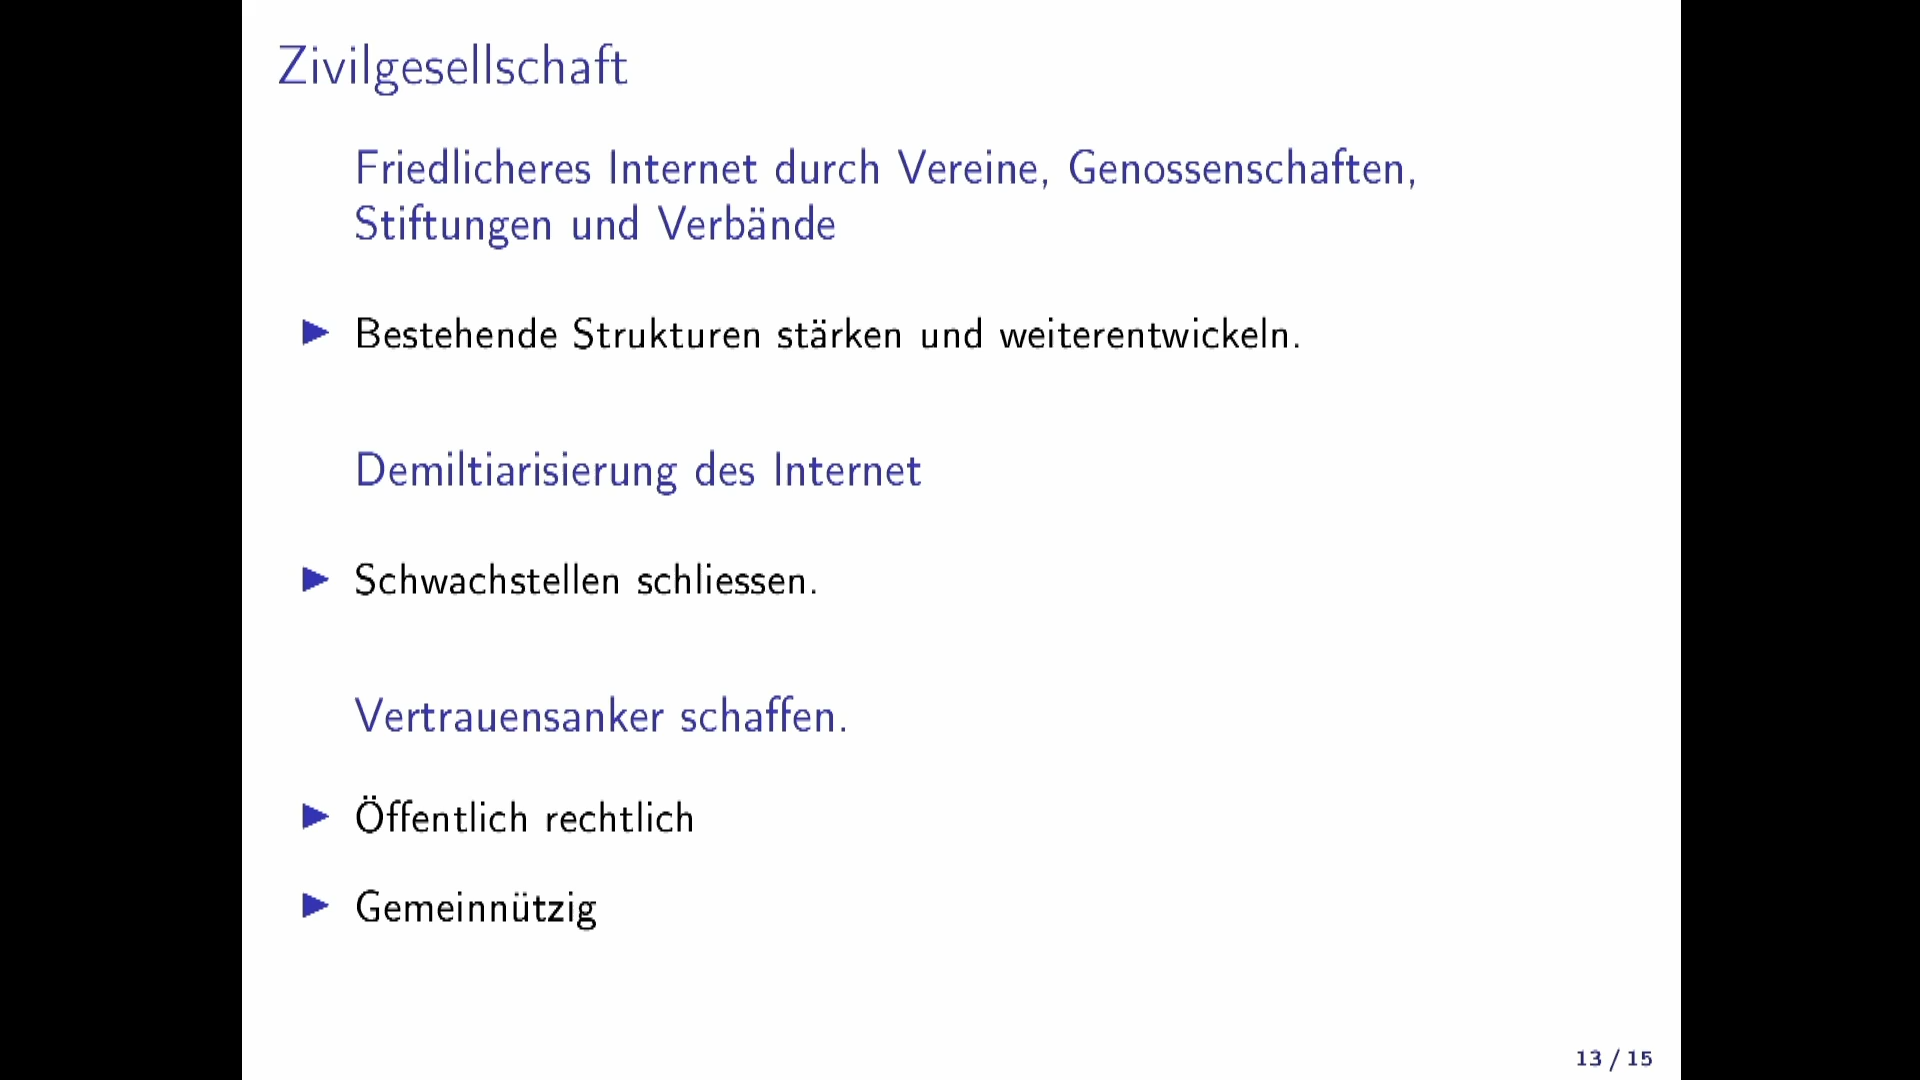 Zivilgesellschaft
Friedlicheres Internet durch Vereine, Genossenschaften,
Stiftungen und Verbände
Bestehende Strukturen stärken und weiterentwickeln.
Demiltiarisierung des Internet
Schwachstellen schliessen.
Vertrauensanker schaffen.
Öffentlich rechtlich
Gemeinnützig
13 / 15